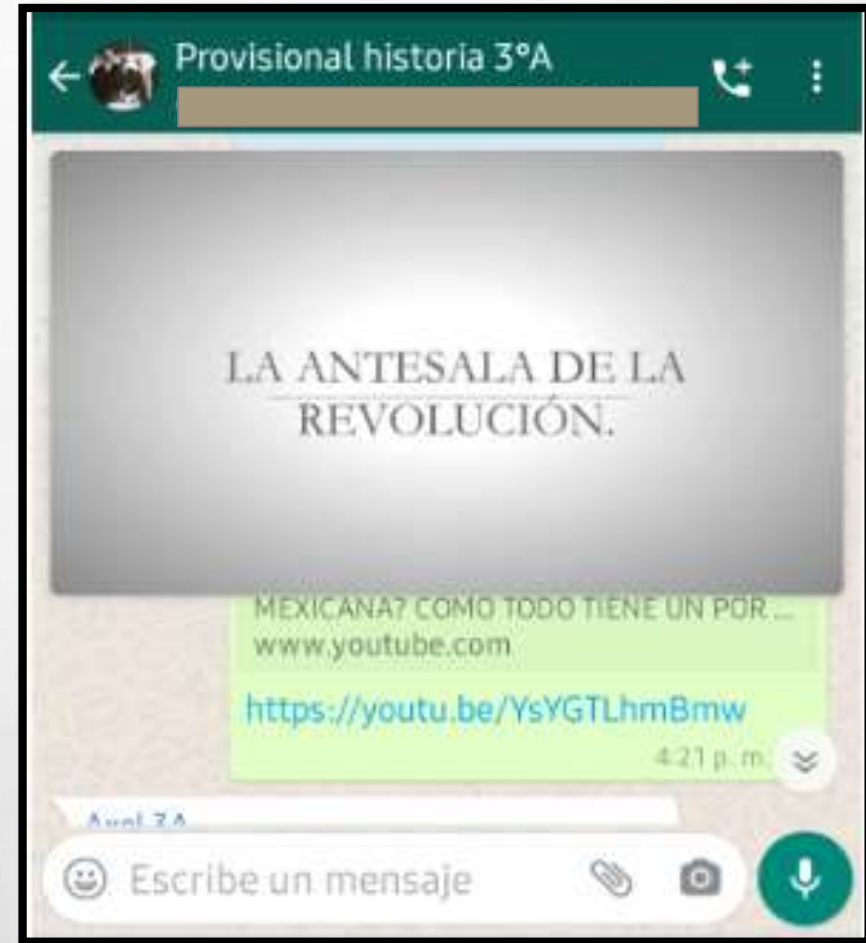 Provisional historia 3°A
LA ANTESALA DE LA
REVOLUCIÓN.
MEXICANA? COMO TODO TIENE UN POR ...
www.youtube.com
https://youtu.be/YsYGTLhmBmw
4:21 p. m.
Escribe un mensaje